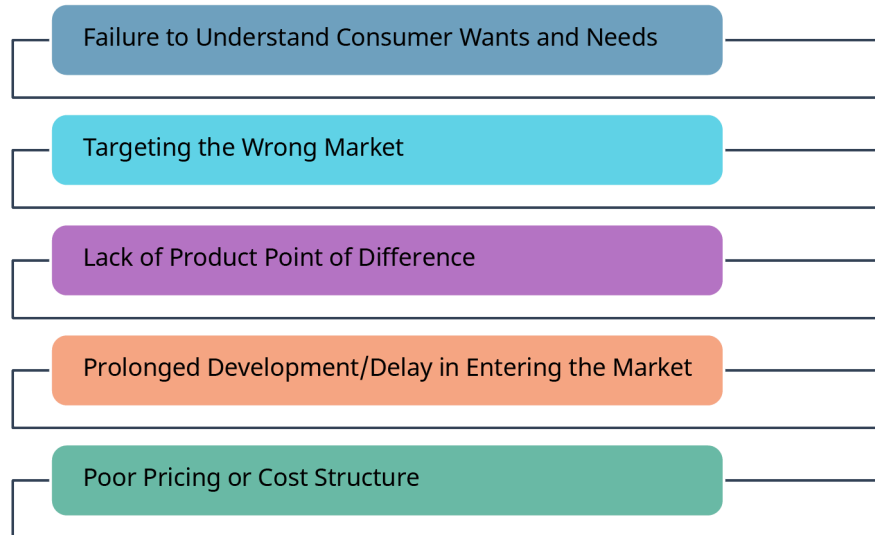 Failure to Understand Consumer Wants and Needs
Targeting the Wrong Market
Lack of Product Point of Difference
Prolonged Development/Delay in Entering the Market
Poor Pricing or Cost Structure